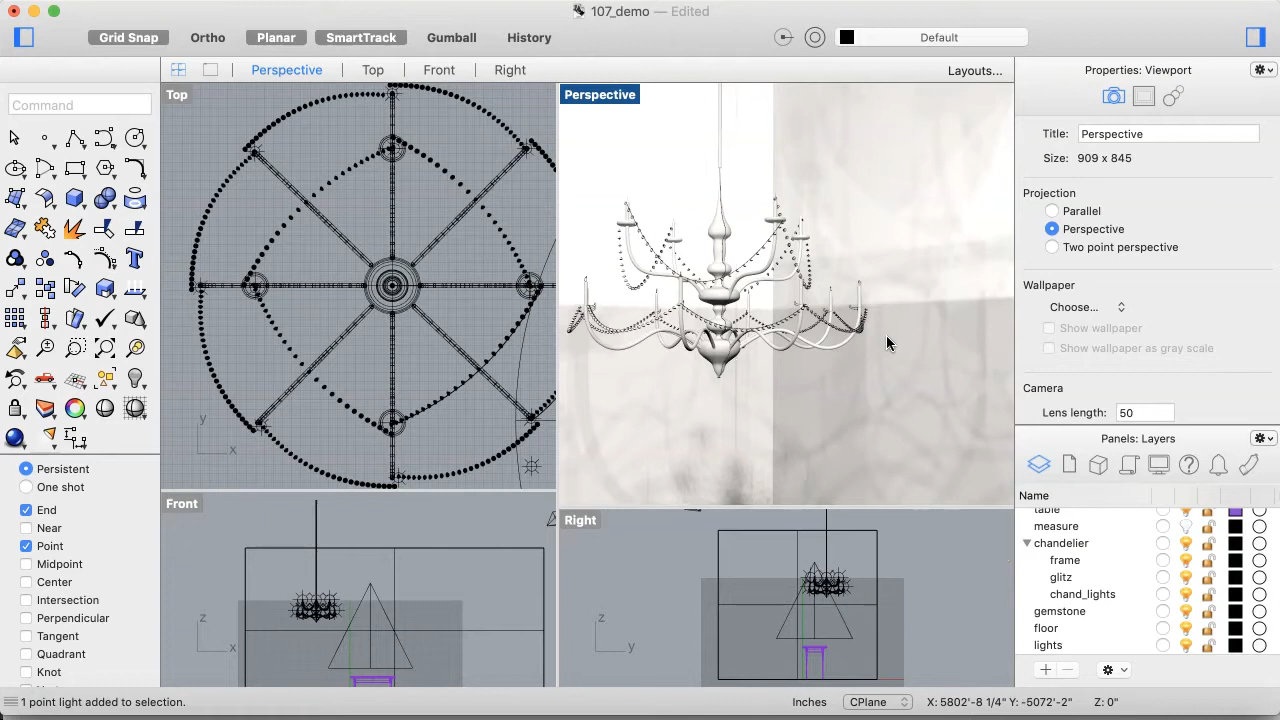 107_demo — Edited
Grid Snap Ortho Planar SmartTrack Gumball History Default
Perspective Top Front Right Layouts...
Properties: Viewport
Command
Top
Perspective
Title: Perspective
Size: 909 x 845
Projection
Parallel
Perspective
Two point perspective
Wallpaper
Choose...
Show wallpaper
Show wallpaper as gray scale
Camera
Lens length: 50
y
x
Panels: Layers
Persistent
One shot
End
Near
Point
Midpoint
Center
Intersection
Perpendicular
Tangent
Quadrant
Knot
Front
z
x
Right
z
y
Name
table
measure
chandelier
frame
glitz
chand_lights
gemstone
floor
lights
1 point light added to selection. Inches CPlane X: 5802'-8 1/4" Y: -5072'-2" Z: 0"